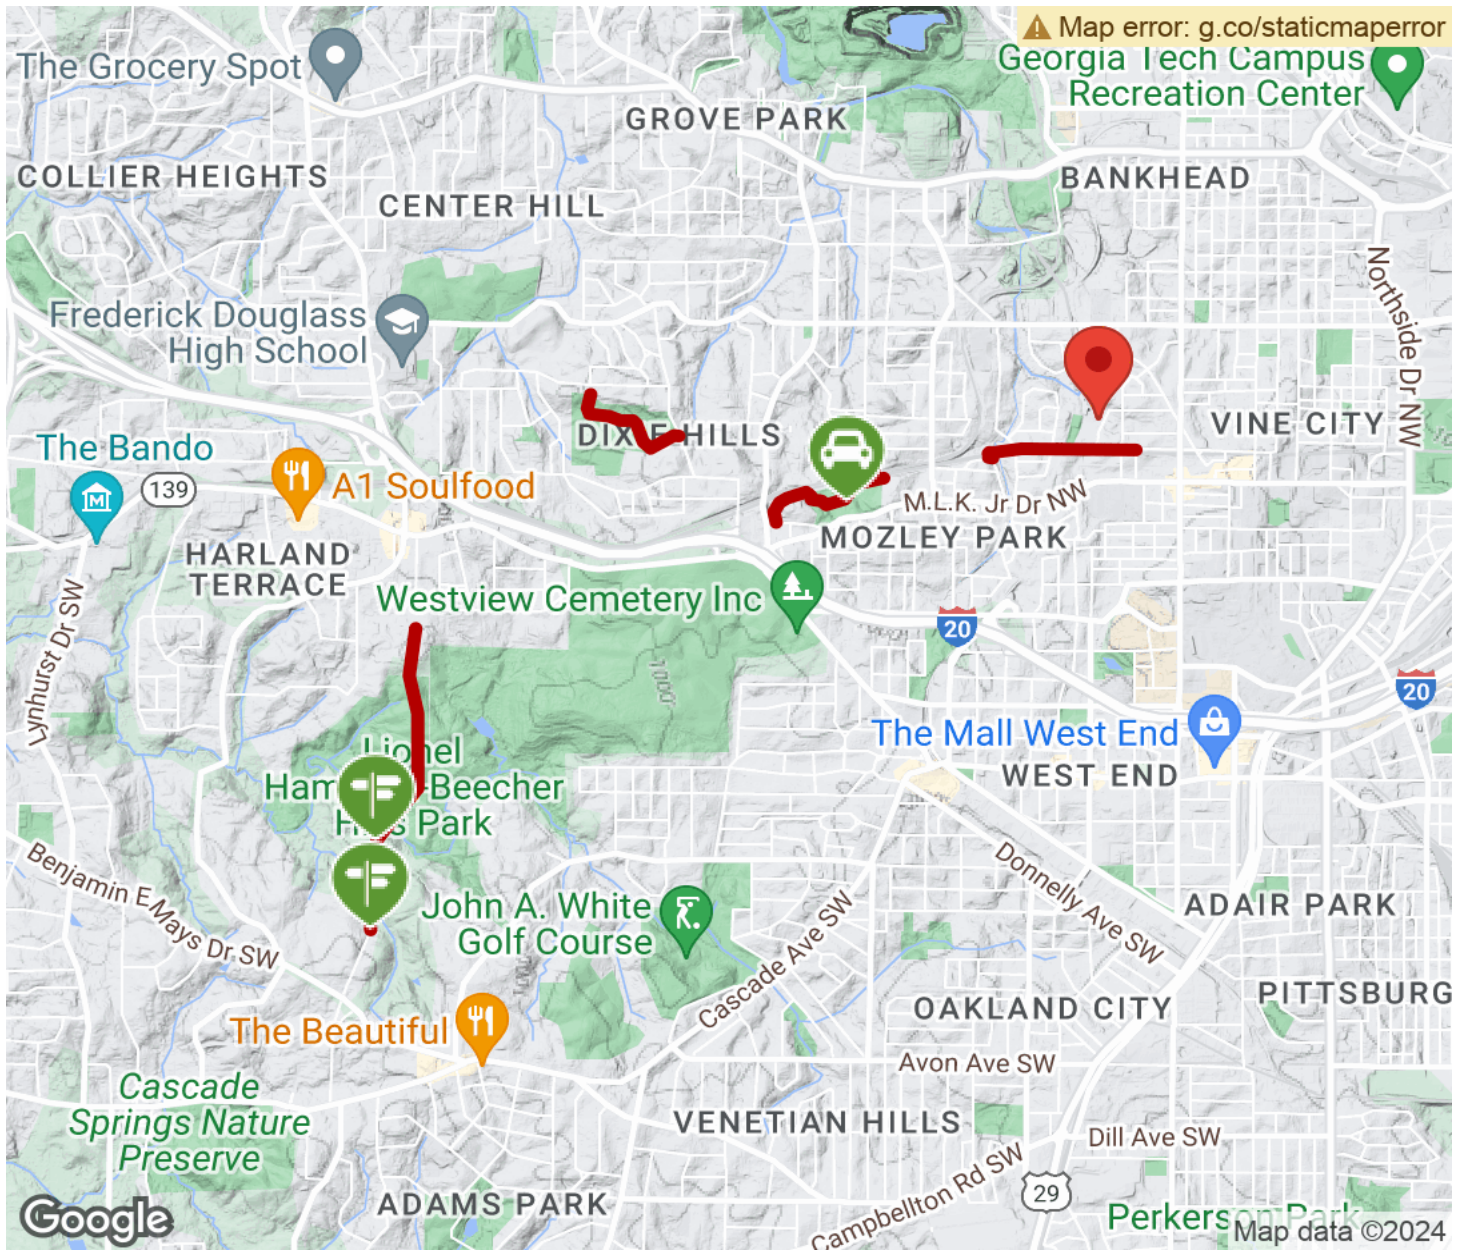 Map error: g.co/staticmaperror
The Grocery Spot
Georgia Tech Campus
Recreation Center
GROVE PARK
COLLIER HEIGHTS
BANKHEAD
CENTER HILL
Northside Dr NW
Frederick Douglass
High School
DIXIE HILLS
VINE CITY
The Bando
139
A1 Soulfood
M.L.K. Jr Dr NW
MOZLEY PARK
HARLAND
TERRACE
Westview Cemetery Inc
20
Lynhurst Dr SW
20
The Mall West End
WEST END
Lionel
Ham Beecher
Park
Benjamin E Mays Dr SW
Donnelly Ave SW
John A. White
Golf Course
Cascade Ave SW
ADAIR PARK
OAKLAND CITY
PITTSBURG
The Beautiful
Avon Ave SW
Cascade
Springs Nature
Preserve
VENETIAN HILLS
Dill Ave SW
ADAMS PARK
Campbellton Rd SW
29
Perkerson Park
Google
Map data ©2024